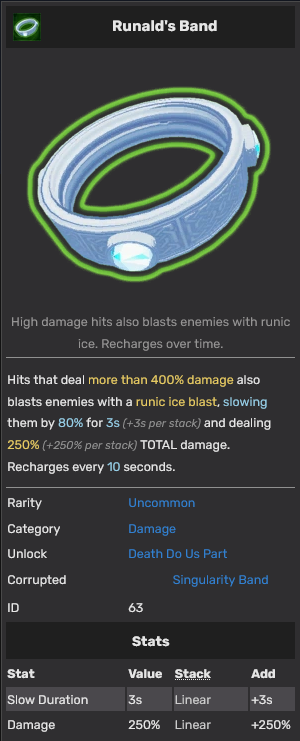 Runald's Band
High damage hits also blasts enemies with runic
ice. Recharges over time.
Hits that deal more than 400% damage also
blasts enemies with a runic ice blast, slowing
them by 80% for 3s (+3s per stack) and dealing
250% (+250% per stack) TOTAL damage.
Recharges every 10 seconds.
Rarity Uncommon
Category Damage
Unlock Death Do Us Part
Corrupted Singularity Band
ID 63
Stats
Stat Value Stack Add
Slow Duration 3s Linear +3s
Damage 250% Linear +250%